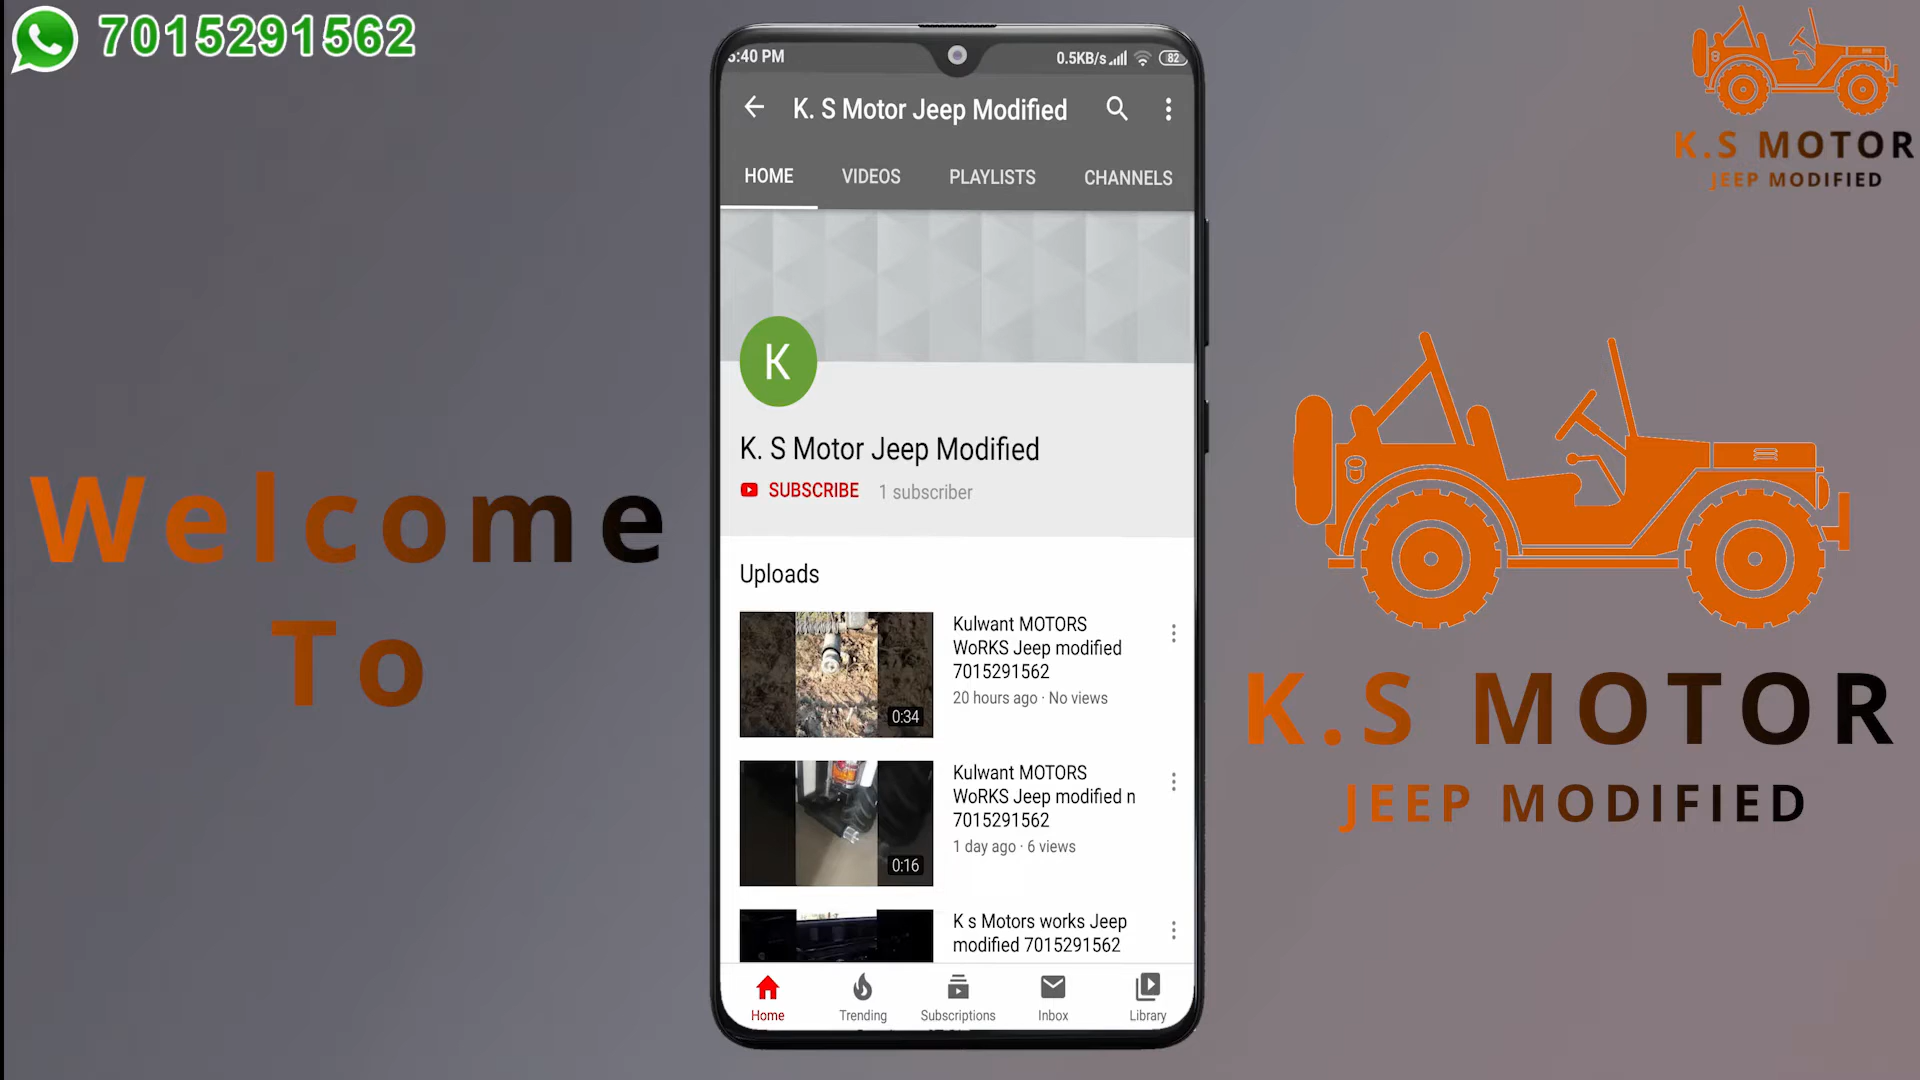 7015291562
:40 PM
0.5KB/s
82
K. S Motor Jeep Modified
HOME
VIDEOS
PLAYLISTS
CHANNELS
K
K. S Motor Jeep Modified
SUBSCRIBE
1 subscriber
Uploads
Kulwant MOTORS
WoRKS Jeep modified
7015291562
20 hours ago · No views
0:34
Kulwant MOTORS
WoRKS Jeep modified n
7015291562
1 day ago · 6 views
0:16
K s Motors works Jeep
modified 7015291562
Home
Trending
Subscriptions
Inbox
Library
Welcome
To
K.S MOTOR
JEEP MODIFIED
K.S MOTOR
JEEP MODIFIED